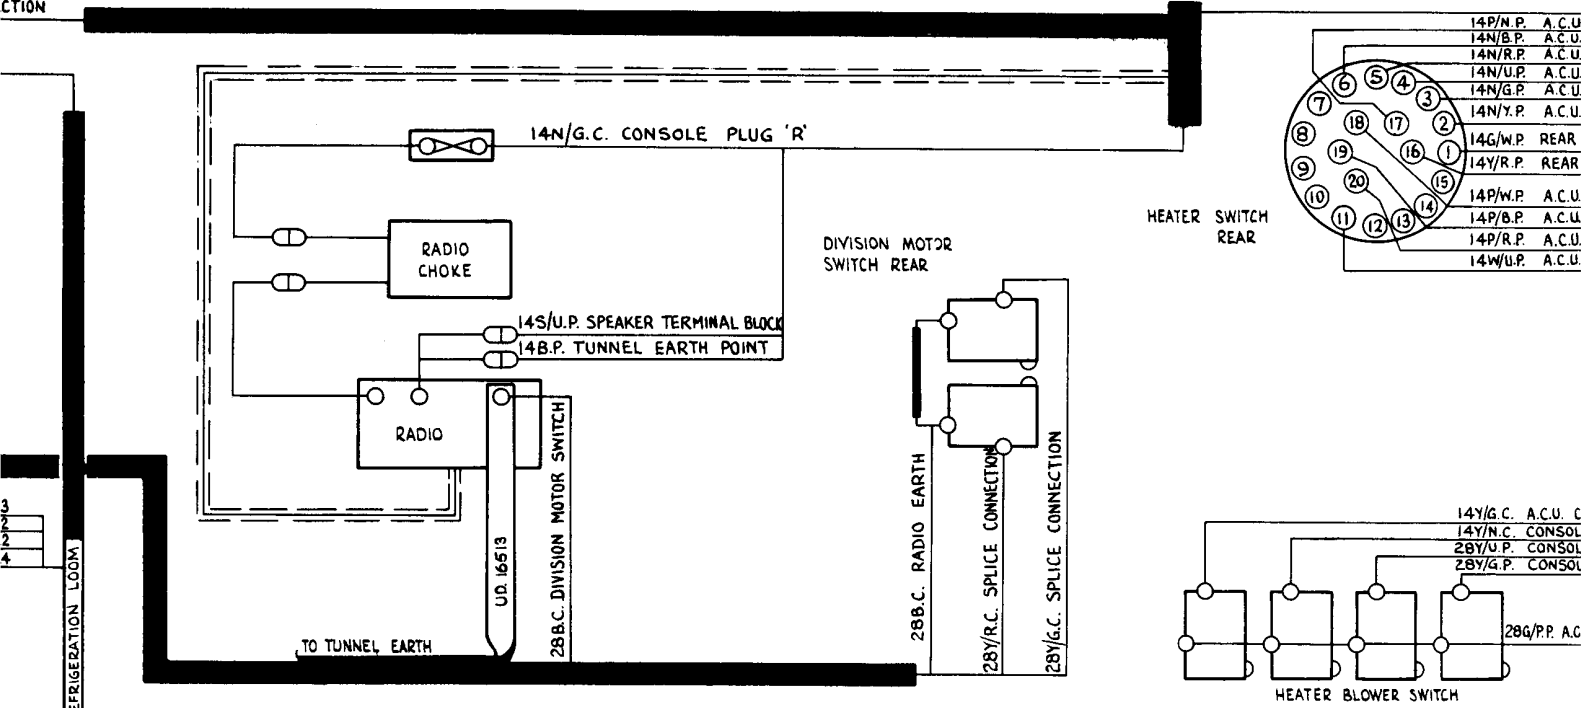 CTION
14P/N.P. A.C.U
14N/B.P. A.C.U.
14N/R.P. A.C.U.
14N/U.P. A.C.U.
14N/G.P. A.C.U.
14N/Y.P. A.C.U.
14G/W.P. REAR
14Y/R.P. REAR
14P/W.P. A.C.U.
14P/B.P. A.C.U.
14P/R.P. A.C.U.
14W/U.P. A.C.U.
1
2
3
4
5
6
7
8
9
10
11
12
13
14
15
16
17
18
19
20
HEATER SWITCH
REAR
14N/G.C. CONSOLE PLUG 'R'
RADIO
CHOKE
DIVISION MOTOR
SWITCH REAR
14S/U.P. SPEAKER TERMINAL BLOCK
14B.P. TUNNEL EARTH POINT
RADIO
U.D. 16513
28B.C. DIVISION MOTOR SWITCH
TO TUNNEL EARTH
28B.C. RADIO EARTH
28Y/R.C. SPLICE CONNECTION
28Y/G.C. SPLICE CONNECTION
3
2
2
4
EFRIGERATION LOOM
14Y/G.C. A.C.U. C
14Y/N.C. CONSOL
28Y/U.P. CONSOL
28Y/G.P. CONSOL
28G/P.P. A.C
HEATER BLOWER SWITCH